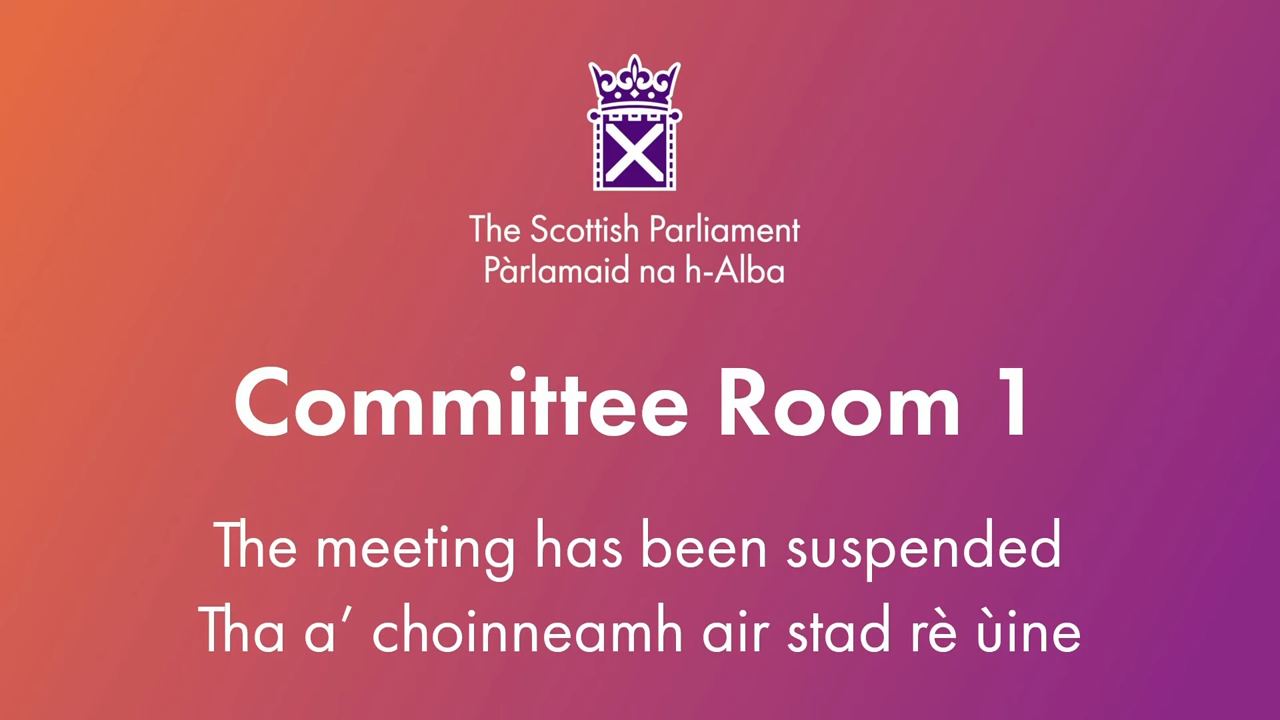 The Scottish Parliament
Pàrlamaid na h-Alba
Committee Room 1
The meeting has been suspended
Tha a’ choinneamh air stad rè ùine